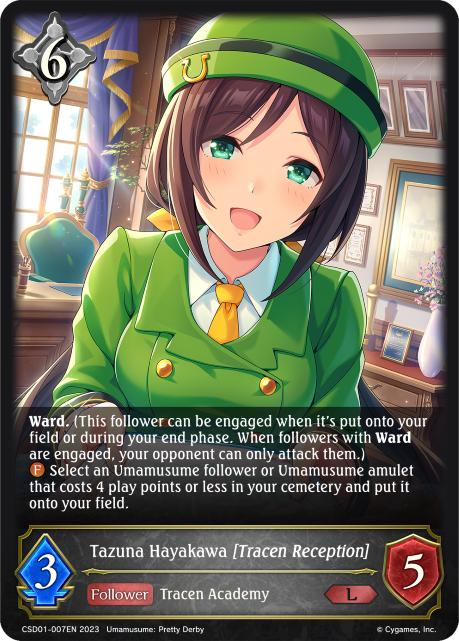 6
Ward. (This follower can be engaged when it's put onto your
field or during your end phase. When followers with Ward
are engaged, your opponent can only attack them.)
F Select an Umamusume follower or Umamusume amulet
that costs 4 play points or less in your cemetery and put it
onto your field.
Tazuna Hayakawa [Tracen Reception]
3
Follower Tracen Academy L
5
CSD01-007EN 2023 Umamusume: Pretty Derby © Cygames, Inc.